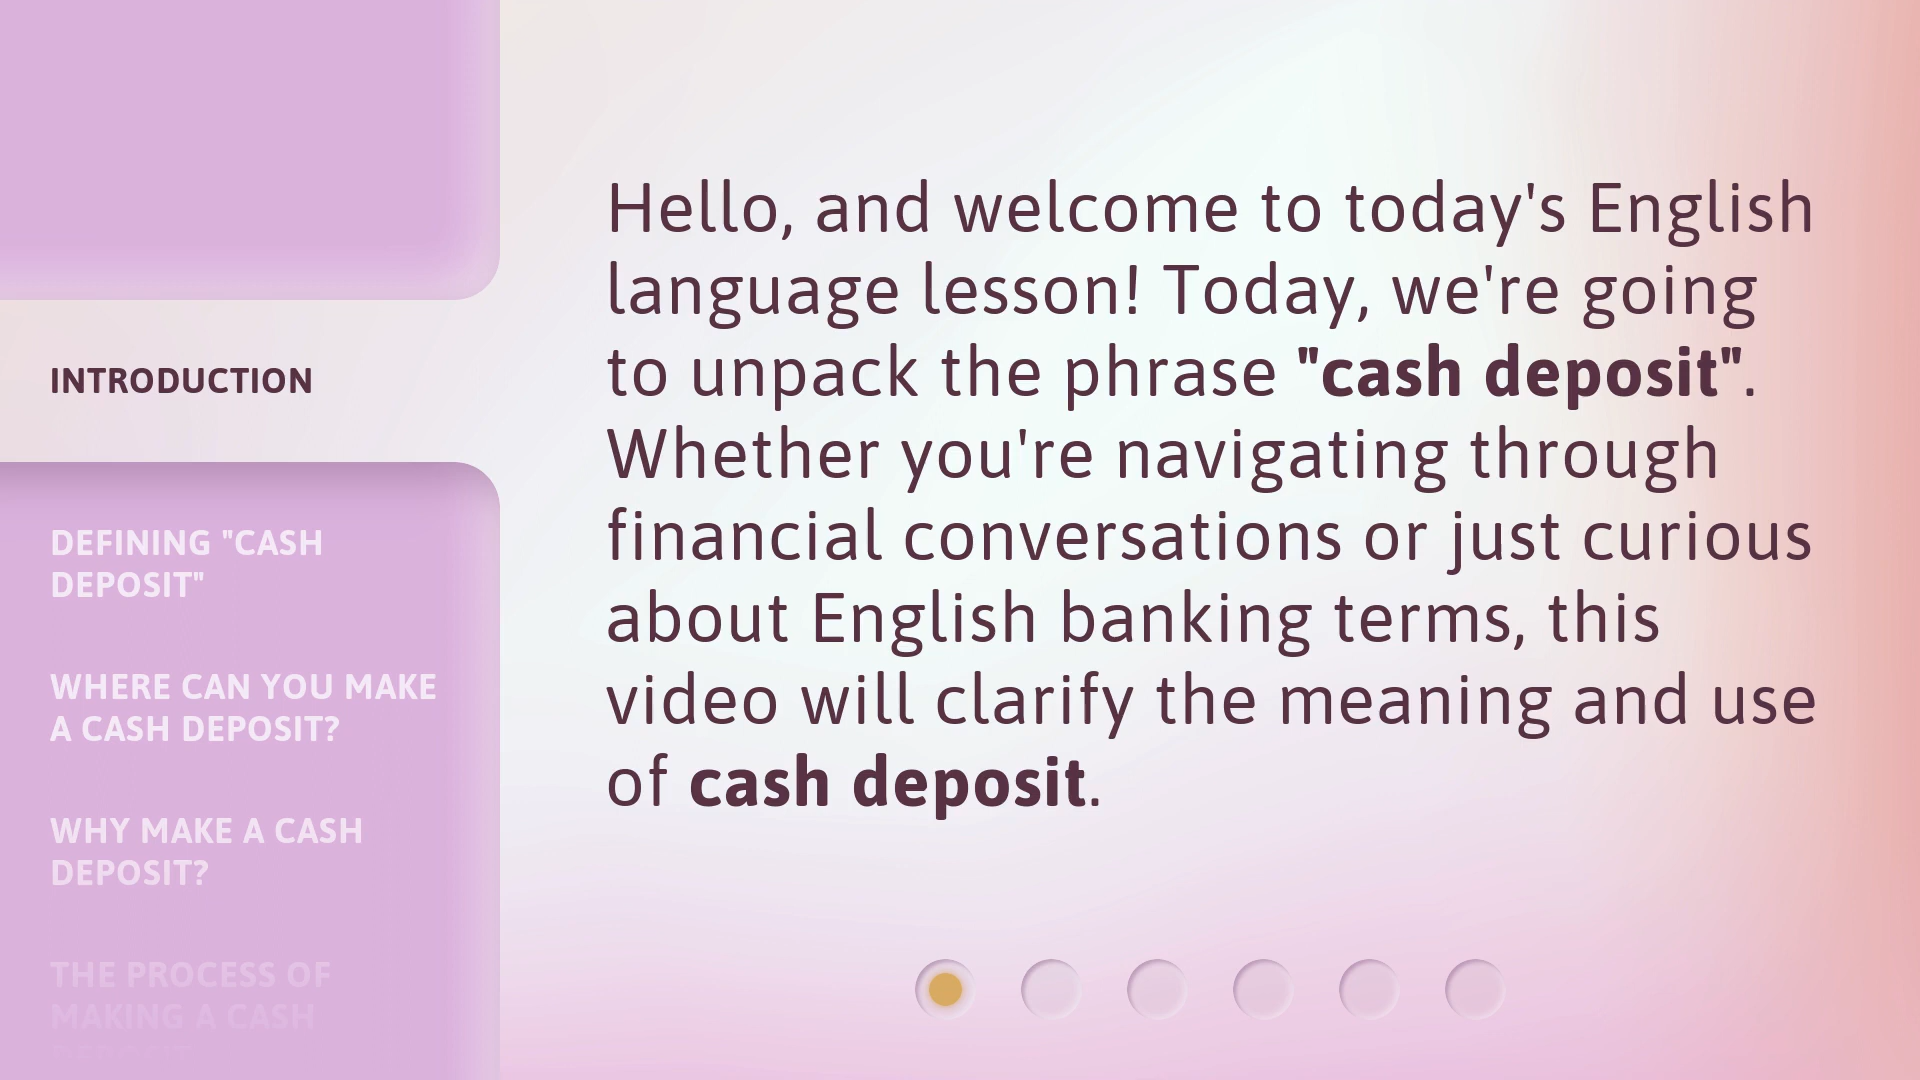 INTRODUCTION
DEFINING "CASH
DEPOSIT"
WHERE CAN YOU MAKE
A CASH DEPOSIT?
WHY MAKE A CASH
DEPOSIT?
THE PROCESS OF
MAKING A CASH
Hello, and welcome to today's English
language lesson! Today, we're going
to unpack the phrase "cash deposit".
Whether you're navigating through
financial conversations or just curious
about English banking terms, this
video will clarify the meaning and use
of cash deposit.